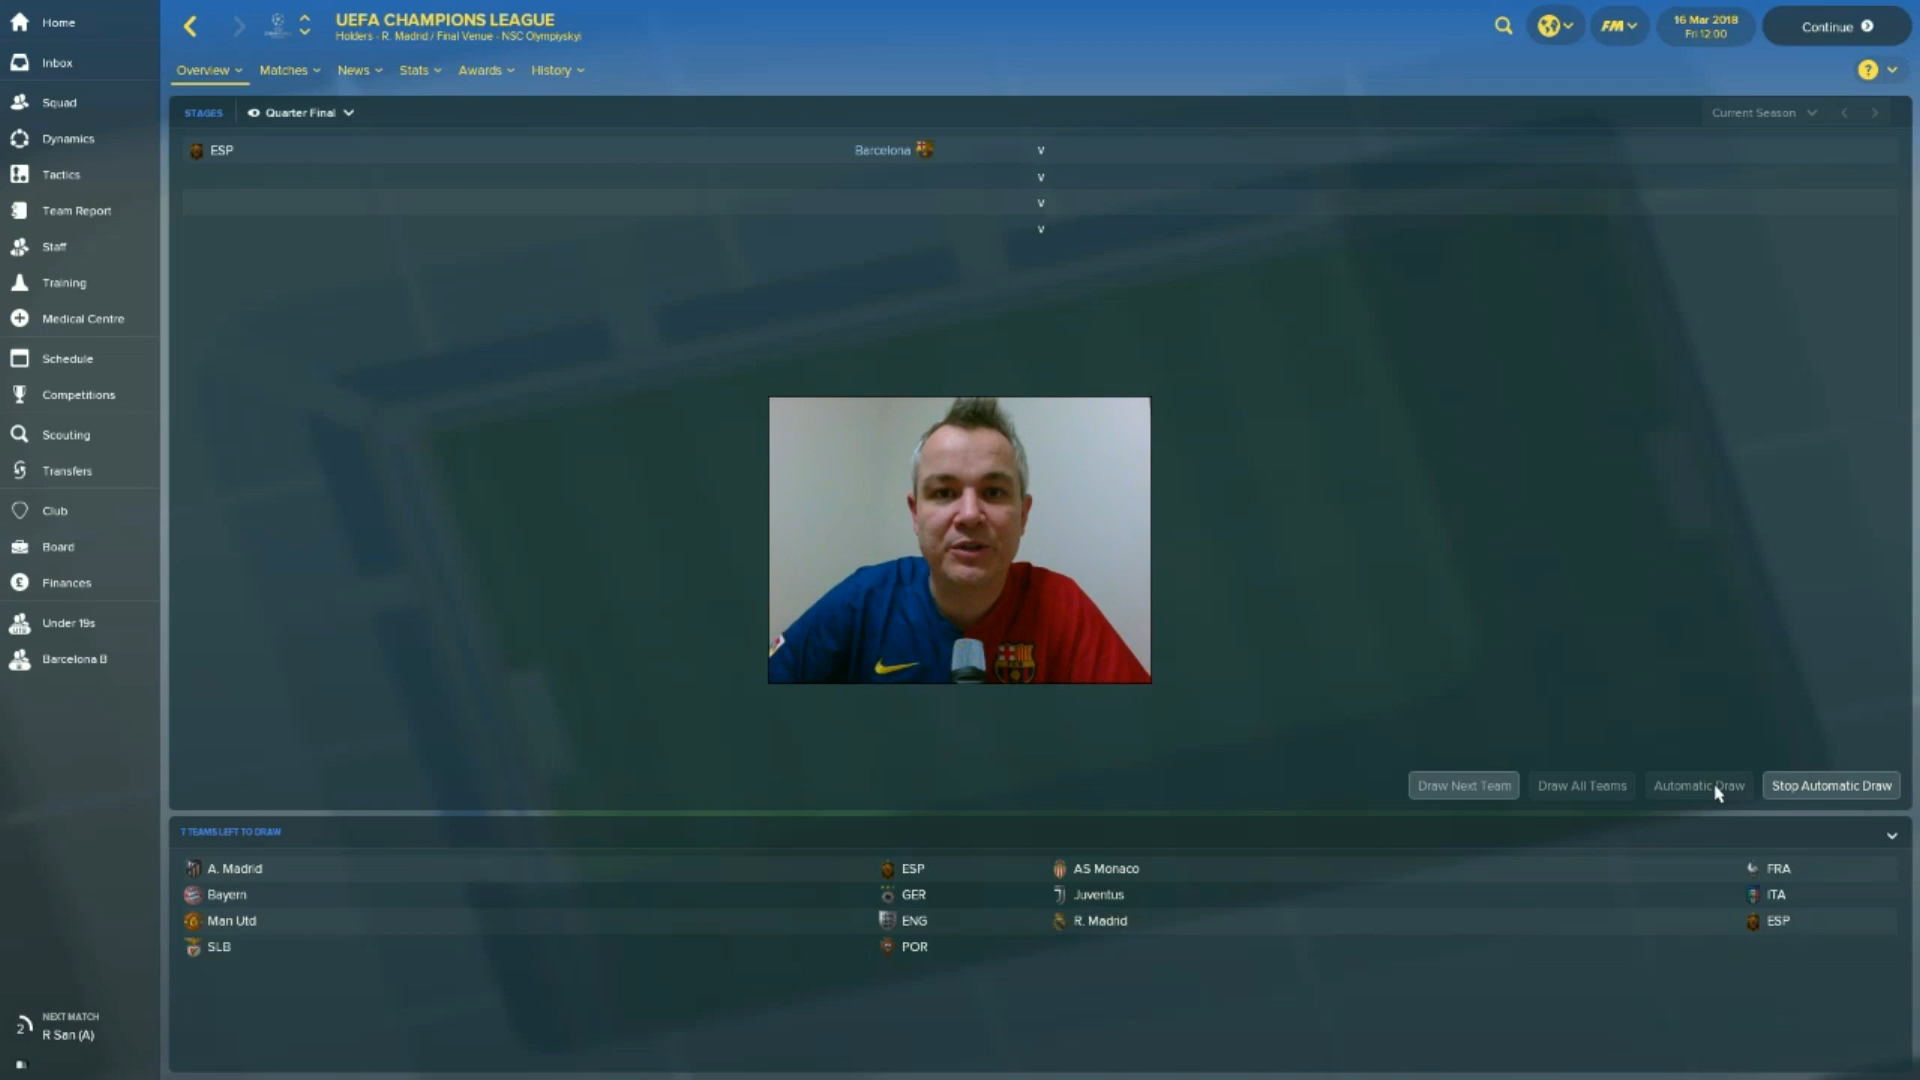 Home
Inbox
Squad
Dynamics
Tactics
Team Report
Staff
Training
Medical Centre
Schedule
Competitions
Scouting
Transfers
Club
Board
Finances
Under 19s
Barcelona B
2
NEXT MATCH
R San (A)
UEFA CHAMPIONS LEAGUE
Holders - R. Madrid / Final Venue - NSC Olympiyskyi
FM
16 Mar 2018
Fri 12:00
Continue
Overview
Matches
News
Stats
Awards
History
?
STAGES
Quarter Final
Current Season
ESP Barcelona v
v
v
v
Draw Next Team
Draw All Teams
Automatic Draw
Stop Automatic Draw
7 TEAMS LEFT TO DRAW
A. Madrid ESP AS Monaco FRA
Bayern GER Juventus ITA
Man Utd ENG R. Madrid ESP
SLB POR